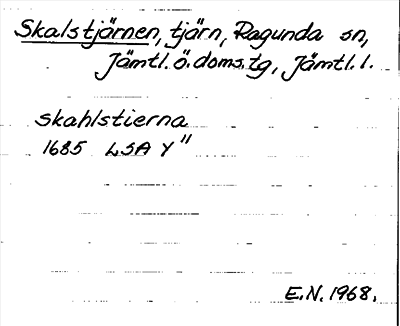 Skalstjärnen, tjärn, Ragunda sn,
Jämtl. ö. doms. tg, Jämtl. l.
skahlstierna
1685 LSA Y"
E.N. 1968.